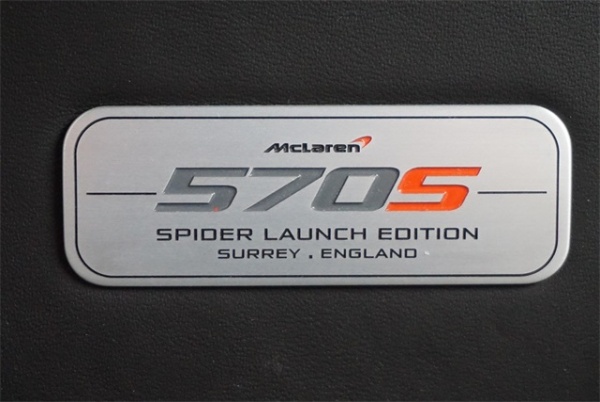 McLaren
570S
SPIDER LAUNCH EDITION
SURREY . ENGLAND